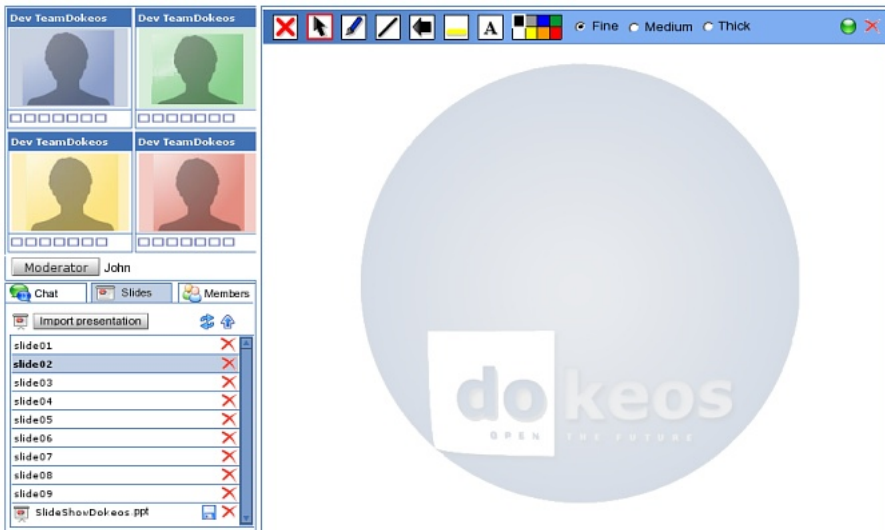 Dev TeamDokeos
Dev TeamDokeos
Dev TeamDokeos
Dev TeamDokeos
Moderator John
Chat Slides Members
Import presentation
slide01
slide02
slide03
slide04
slide05
slide06
slide07
slide08
slide09
SlideShowDokeos.ppt
A Fine Medium Thick
dokeos
OPEN THE FUTURE